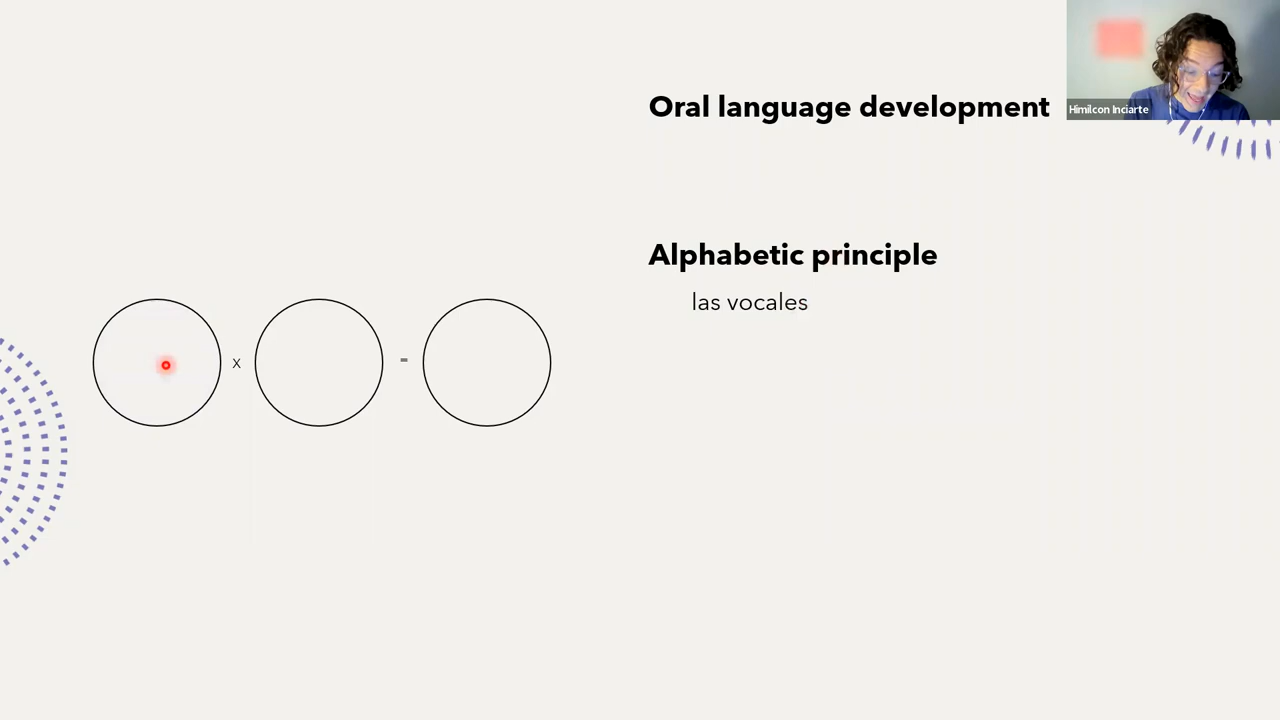 Oral language development
Himilcon Inciarte
Alphabetic principle
las vocales
x
-